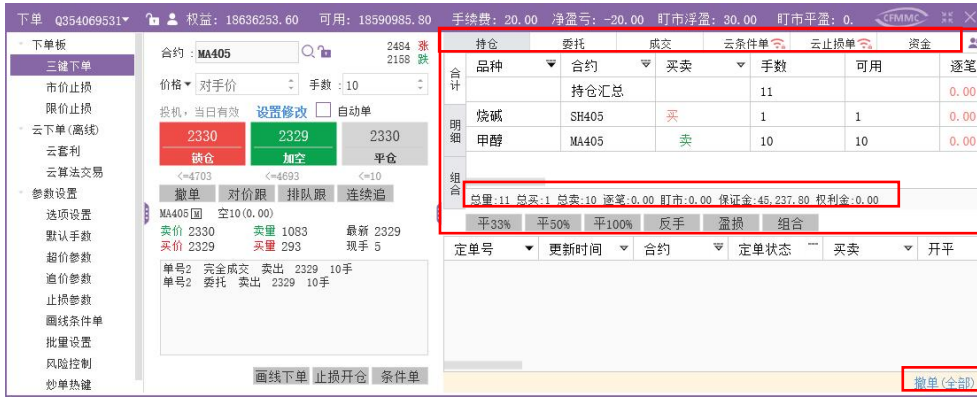 下单 Q354069531 权益: 18636253.60 可用: 18590985.80 手续费: 20.00 净盈亏: -20.00 盯市浮盈: 30.00 盯市平盈: 0. CFMMC
下单板
三键下单
市价止损
限价止损
云下单(离线)
云套利
云算法交易
参数设置
选项设置
默认手数
超价参数
追价参数
止损参数
画线条件单
批量设置
风险控制
炒单热键
合约 : MA405 2484 张
2158 跌
价格 对手价 手数 : 10
投机,当日有效 设置修改 自动单
2330 2329 2330
锁仓 加空 平仓
<=4703 <=4693 <=10
撤单 对价跟 排队跟 连续追
MA405 M 空10(0.00)
卖价 2330 卖量 1083 最新 2329
买价 2329 买量 293 现手 5
单号2 完全成交 卖出 2329 10手
单号2 委托 卖出 2329 10手
画线下单 止损开仓 条件单
持仓 委托 成交 云条件单 云止损单 资金
合计
明细
组合
品种 合约 买卖 手数 可用 逐笔
持仓汇总 11 0.00
烧碱 SH405 买 1 1 0.00
甲醇 MA405 卖 10 10 0.00
总量:11 总买:1 总卖:10 逐笔:0.00 盯市:0.00 保证金:45,237.80 权利金:0.00
平33% 平50% 平100% 反手 盈损 组合
定单号 更新时间 合约 定单状态 买卖 开平
撤单(全部)